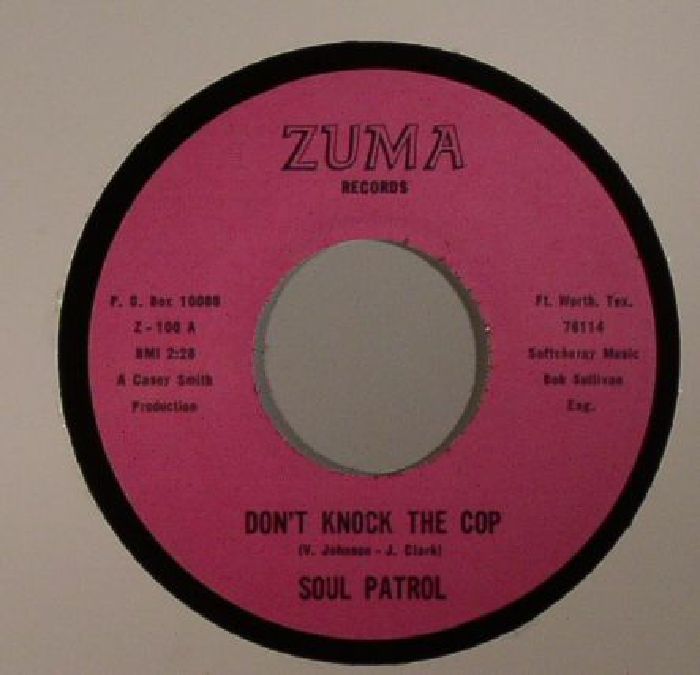 ZUMA
RECORDS
P. O. Box 10088
Z-100 A
BMI 2:28
A Casey Smith
Production
Ft. Worth, Tex.
76114
Music
Bob Sullivan
Eng.
DON'T KNOCK THE COP
(V. Johnson - J. Clark)
SOUL PATROL